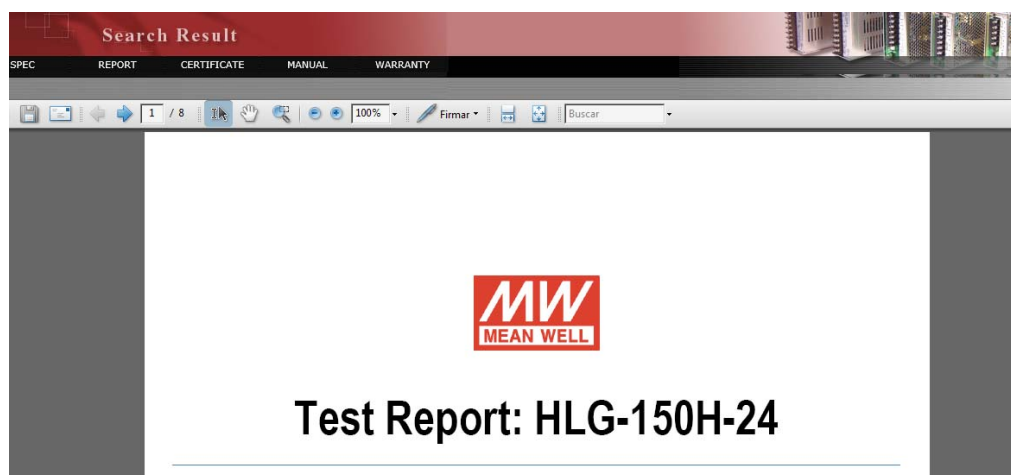 Search Result
SPEC REPORT CERTIFICATE MANUAL WARRANTY
1 / 8 100% Firmar Buscar
MW
MEAN WELL
Test Report: HLG-150H-24